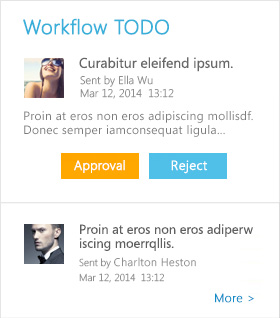 Workflow TODO
Curabitur eleifend ipsum.
Sent by Ella Wu
Mar 12, 2014 13:12
Proin at eros non eros adipiscing mollisdf.
Donec semper iamconsequat ligula...
Approval
Reject
Proin at eros non eros adiperw
iscing moerrqllis.
Sent by Charlton Heston
Mar 12, 2014 13:12
More >